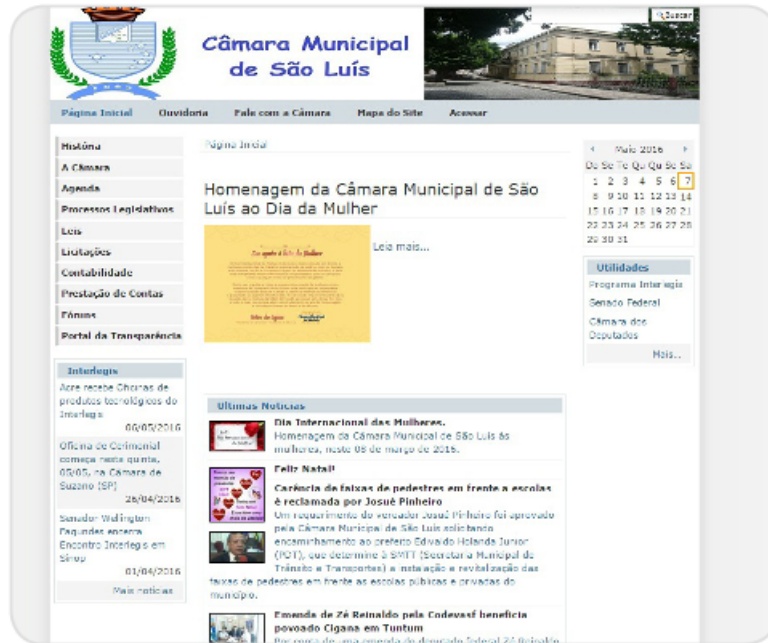 Buscar
Câmara Municipal
de São Luís
Página Inicial Ouvidoria Fale com a Câmara Mapa do Site Acessar
História
A Câmara
Agenda
Processos Legislativos
Leis
Licitações
Contabilidade
Prestação de Contas
Fóruns
Portal da Transparência
Interlegis
Acre recebe Oficinas de
produtos tecnológicos do
Interlegis
06/05/2016
Oficina de Cerimonial
começa nesta quinta,
05/05, na Câmara de
Suzano (SP)
26/04/2016
Senador Wellington
Fagundes encerra
Encontro Interlegis em
Sinop
01/04/2016
Mais notícias
Página Inicial
Homenagem da Câmara Municipal de São
Luís ao Dia da Mulher
Leia mais...
Últimas Notícias
Dia Internacional das Mulheres.
Homenagem da Câmara Municipal de São Luís às
mulheres, neste 08 de março de 2016.
Feliz Natal!
Carência de faixas de pedestres em frente a escolas
é reclamada por Josué Pinheiro
Um requerimento do vereador Josué Pinheiro foi aprovado
pela Câmara Municipal de São Luís solicitando
encaminhamento ao prefeito Edivaldo Holanda Junior
(PDT), que determine à SMTT (Secretaria Municipal de
Trânsito e Transportes) a instalação e revitalização das
faixas de pedestres em frente as escolas públicas e privadas do
município.
Emenda de Zé Reinaldo pela Codevasf beneficia
povoado Cigana em Tuntum
Por conta de uma emenda do deputado federal Zé Reinaldo
Maio 2016
Do Se Te Qu Qu Se Sa
1 2 3 4 5 6 7
8 9 10 11 12 13 14
15 16 17 18 19 20 21
22 23 24 25 26 27 28
29 30 31
Utilidades
Programa Interlegis
Senado Federal
Câmara dos
Deputados
Mais...